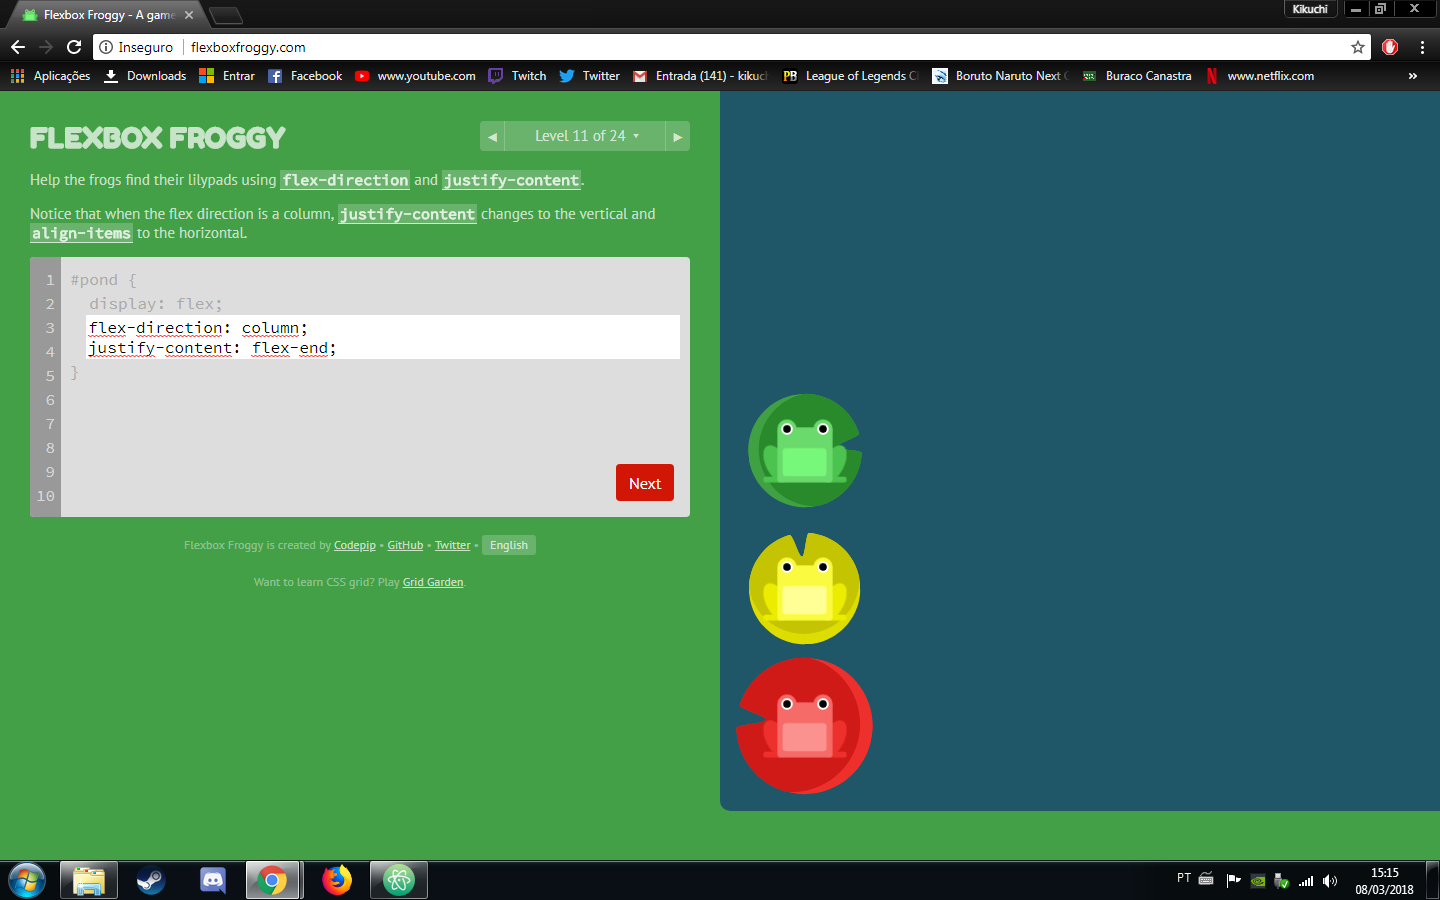 Flexbox Froggy - A game
Kikuchi
Inseguro
flexboxfroggy.com
Aplicações
Downloads
Entrar
Facebook
www.youtube.com
Twitch
Twitter
Entrada (141) - kikuch
PB
League of Legends C
Boruto Naruto Next G
Buraco Canastra
N
www.netflix.com
»
FLEXBOX FROGGY
◀ Level 11 of 24 ▾ ▶
Help the frogs find their lilypads using flex-direction and justify-content.
Notice that when the flex direction is a column, justify-content changes to the vertical and
align-items to the horizontal.
1 #pond {
2 display: flex;
3 flex-direction: column;
4 justify-content: flex-end;
5 }
6
7
8
9
10
Next
Flexbox Froggy is created by Codepip • GitHub • Twitter • English
Want to learn CSS grid? Play Grid Garden.
PT
15:15
08/03/2018